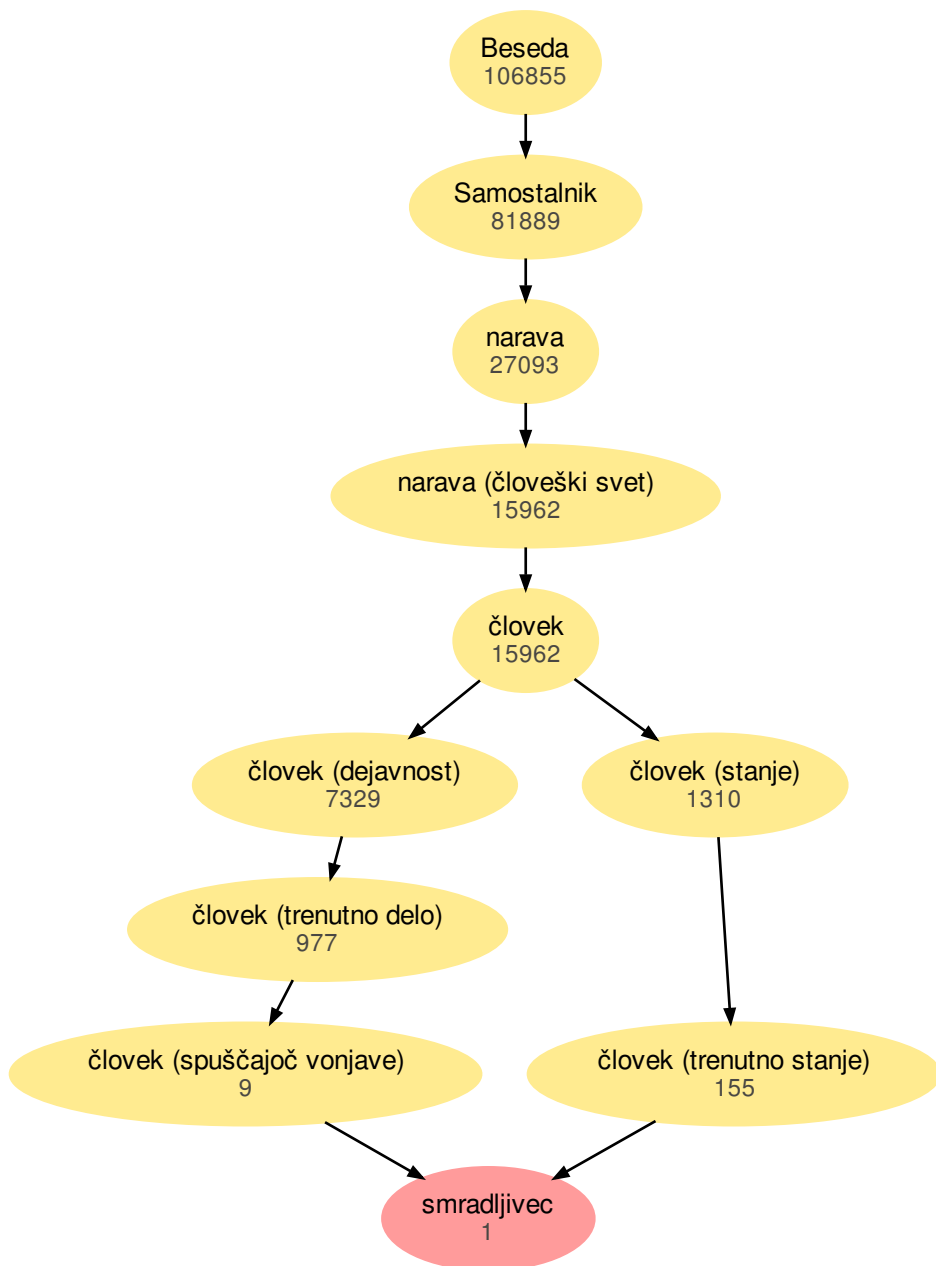 Beseda
106855
Samostalnik
81889
narava
27093
narava (človeški svet)
15962
človek
15962
človek (dejavnost)
7329
človek (stanje)
1310
človek (trenutno delo)
977
človek (spuščajoč vonjave)
9
človek (trenutno stanje)
155
smradljivec
1